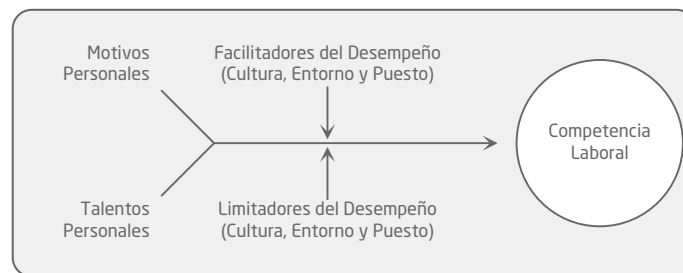 Motivos
Personales
Facilitadores del Desempeño
(Cultura, Entorno y Puesto)
Competencia
Laboral
Talentos
Personales
Limitadores del Desempeño
(Cultura, Entorno y Puesto)